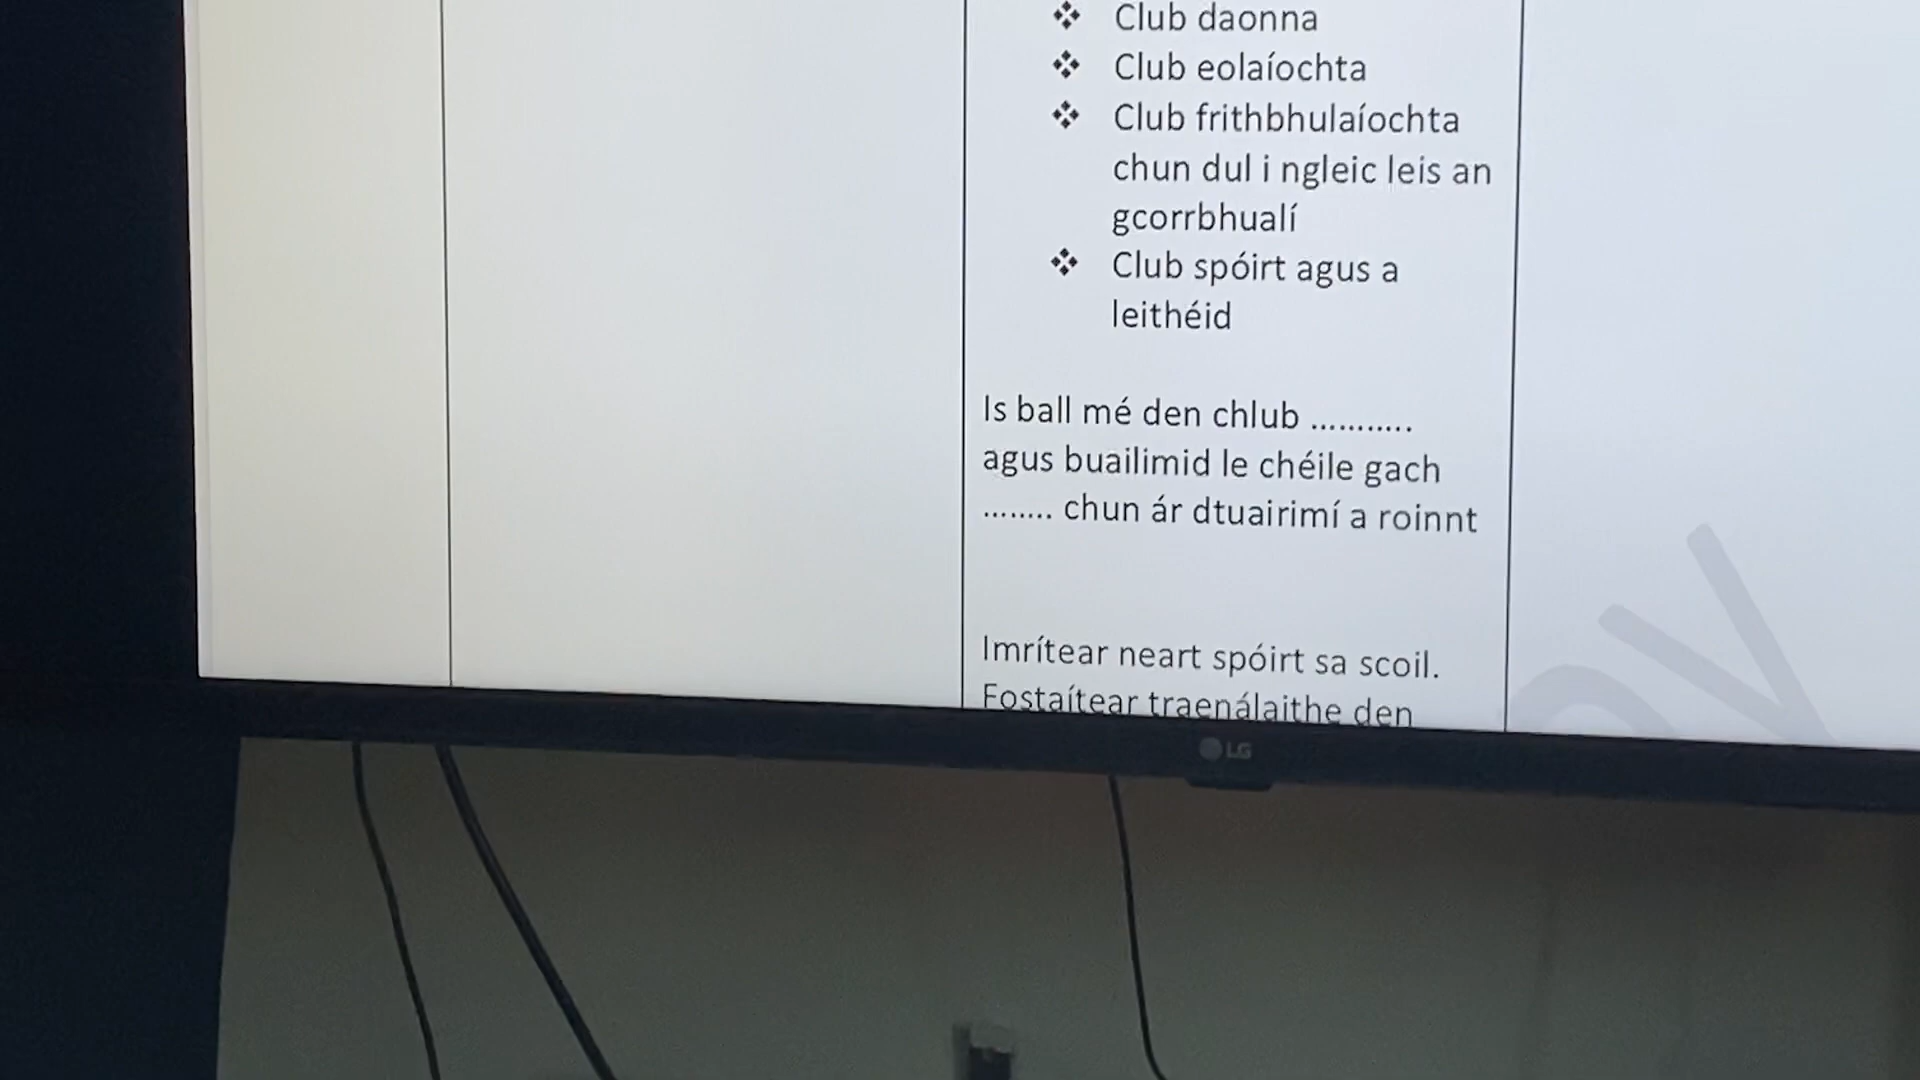 Club daonna
Club eolaíochta
Club frithbhulaíochta
chun dul i ngleic leis an
gcorrbhualí
Club spóirt agus a
leithéid
Is ball mé den chlub ...........
agus buailimid le chéile gach
........ chun ár dtuairimí a roinnt
Imrítear neart spóirt sa scoil.
Fostaítear traenálaithe den
LG